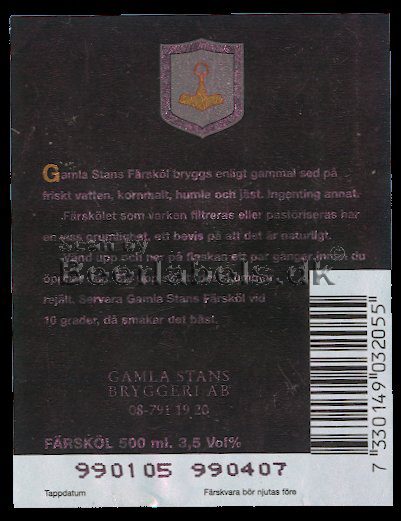 Gamla Stans Färsköl bryggs enligt gammal sed på
friskt vatten, kornmalt, humle och jäst. Ingenting annat.
Färskölet som varken filtreras eller pastöriseras har
en viss grumlighet, ett bevis på att det är naturligt.
scan by
Vänd upp och ner på flaskan ett par gånger innan du
Beerlabels.dk
©
rejält. Servera Gamla Stans Färsköl vid
10 grader, då smakar det bäst.
GAMLA STANS
BRYGGERI AB
08-791 19 20
FÄRSKÖL 500 ml. 3,5 Vol%
990105 990407
Tappdatum Färskvara bör njutas före
7 330149 032055